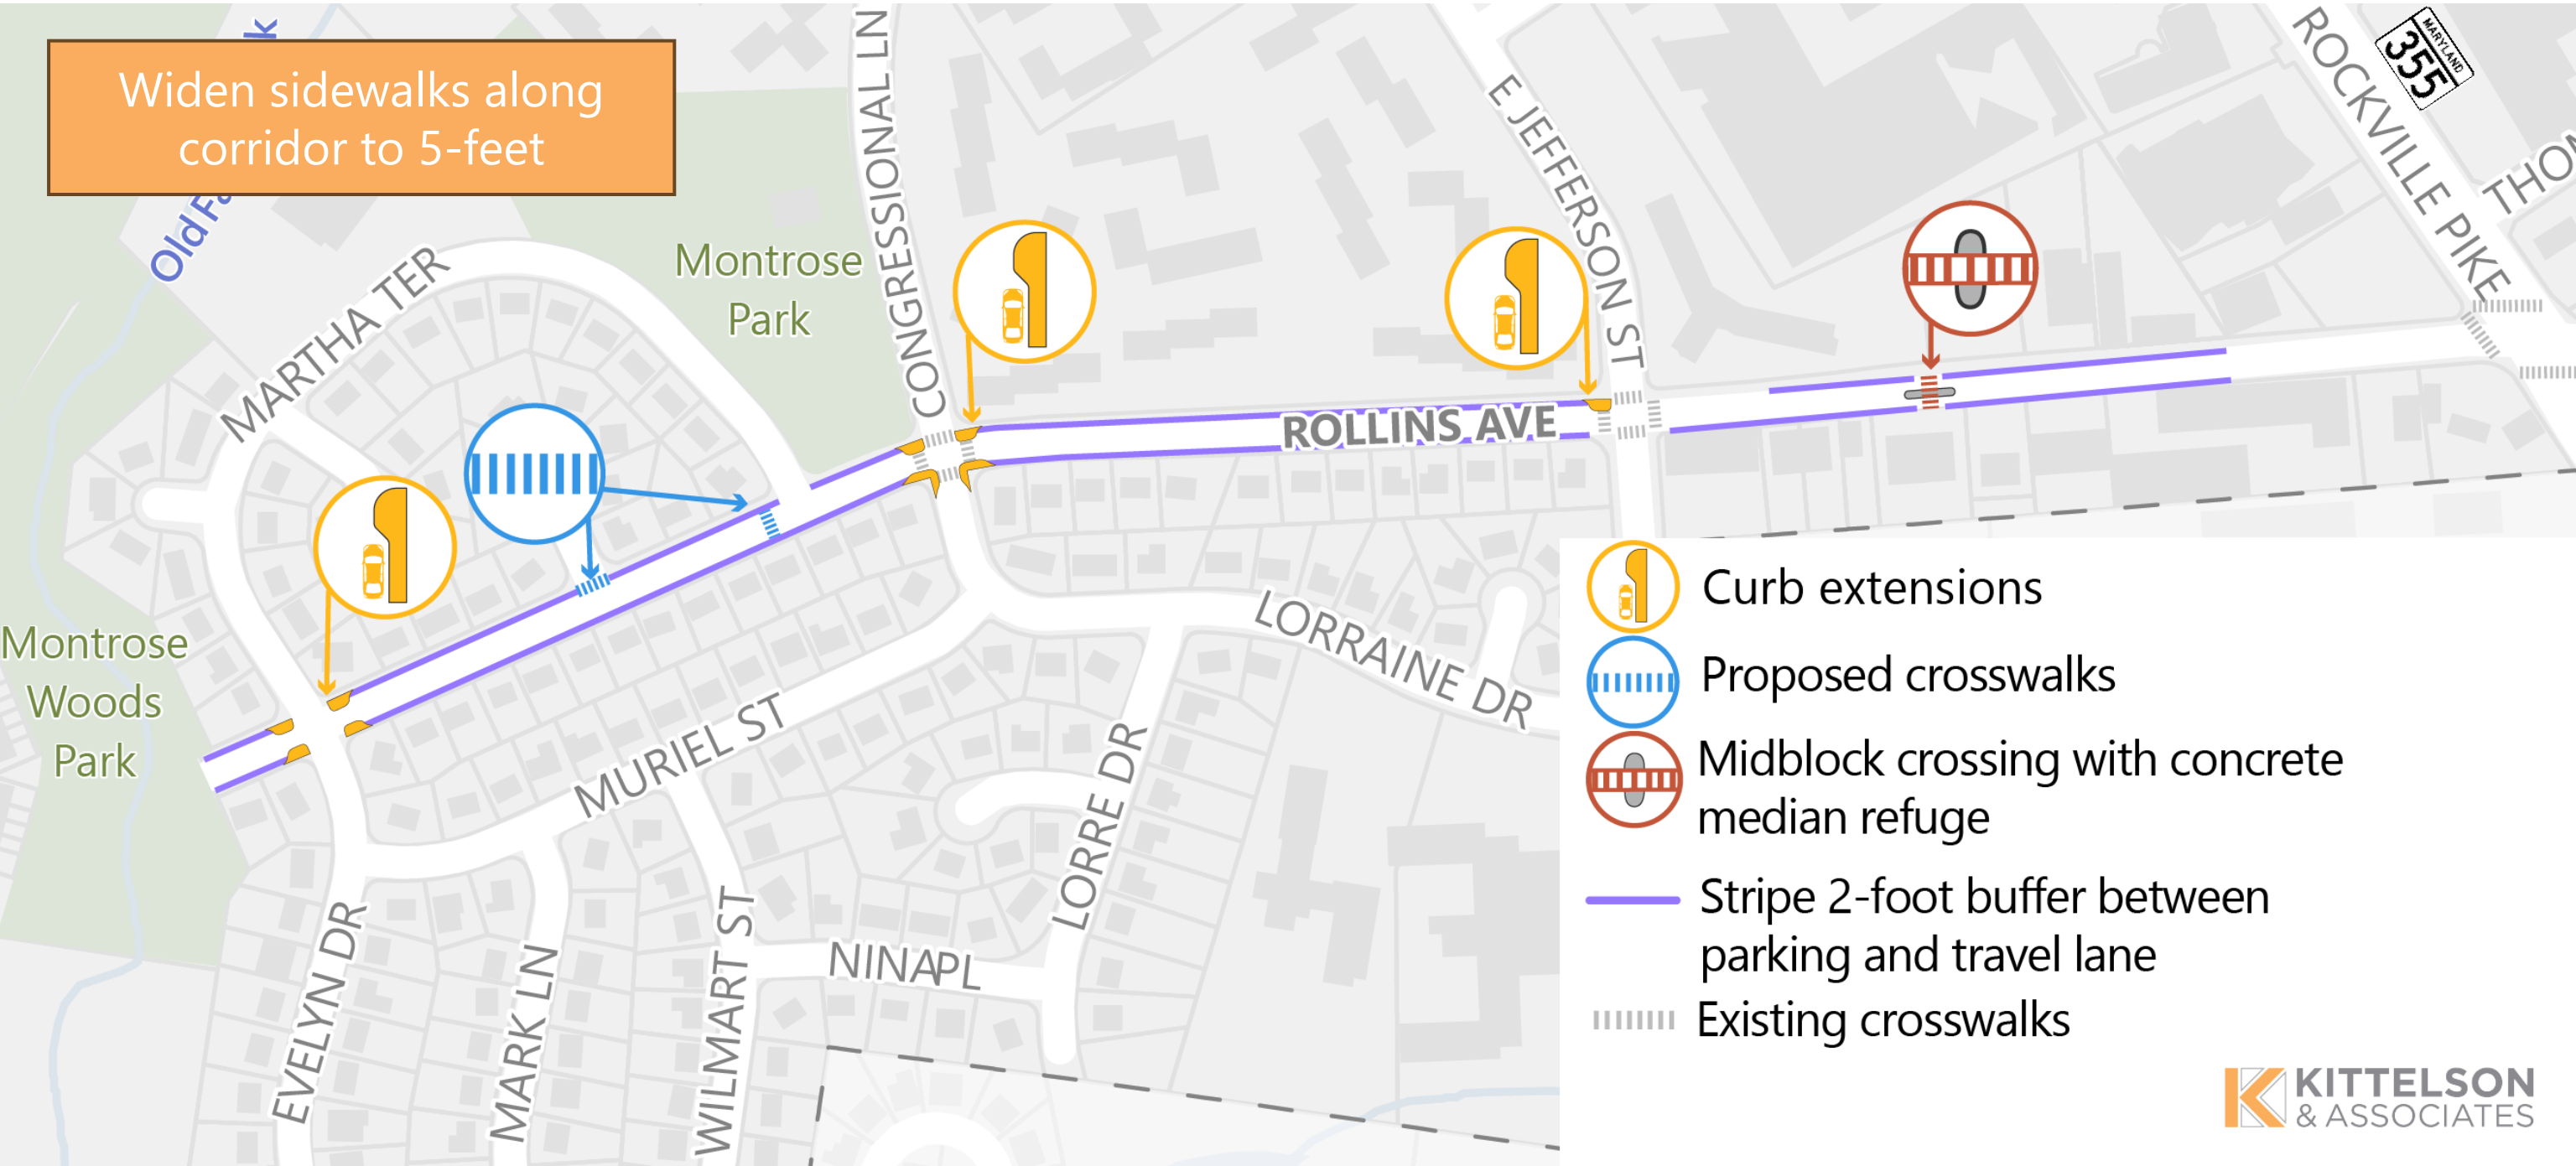 Widen sidewalks along
corridor to 5-feet
Old
MARTHA TER
Montrose
Park
CONGRESSIONAL LN
E JEFFERSON ST
ROCKVILLE PIKE
MARYLAND
355
ROLLINS AVE
Montrose
Woods
Park
MURIEL ST
LORRAINE DR
LORRE DR
NINA PL
EVELYN DR
MARK LN
WILMART ST
Curb extensions
Proposed crosswalks
Midblock crossing with concrete
median refuge
Stripe 2-foot buffer between
parking and travel lane
Existing crosswalks
KITTELSON
& ASSOCIATES